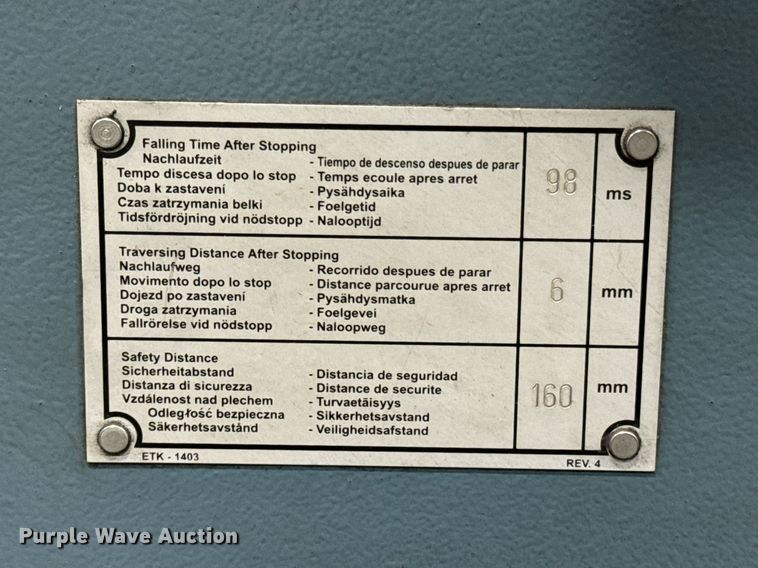 Falling Time After Stopping
Nachlaufzeit - Tiempo de descenso despues de parar
Tempo discesa dopo lo stop - Temps ecoule apres arret
Doba k zastavení - Pysähdysaika
Czas zatrzymania belki - Foelgetid
Tidsfördröjning vid nödstopp - Nalooptijd
98 ms
Traversing Distance After Stopping
Nachlaufweg - Recorrido despues de parar
Movimento dopo lo stop - Distance parcourue apres arret
Dojezd po zastavení - Pysähdysmatka
Droga zatrzymania - Foelgevei
Fallrörelse vid nödstopp - Naloopweg
6 mm
Safety Distance
Sicherheitabstand - Distancia de seguridad
Distanza di sicurezza - Distance de securite
Vzdálenost nad plechem - Turvaetäisyys
Odległość bezpieczna - Sikkerhetsavstand
Säkerhetsavstånd - Veiligheidsafstand
160 mm
ETK - 1403 REV. 4
Purple Wave Auction